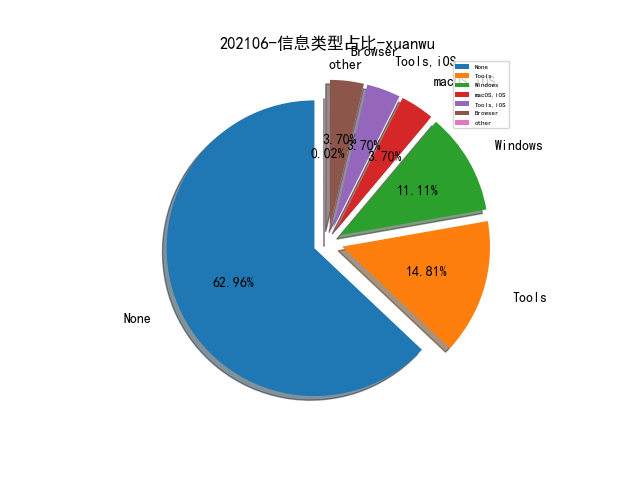 202106-信息类型占比-xuanwu
Browser
other
Tools,iOS
macOS,iOS
Windows
Tools
None
3.70%
0.02%
3.70%
3.70%
11.11%
14.81%
62.96%
None
Tools
Windows
macOS,iOS
Tools,iOS
Browser
other